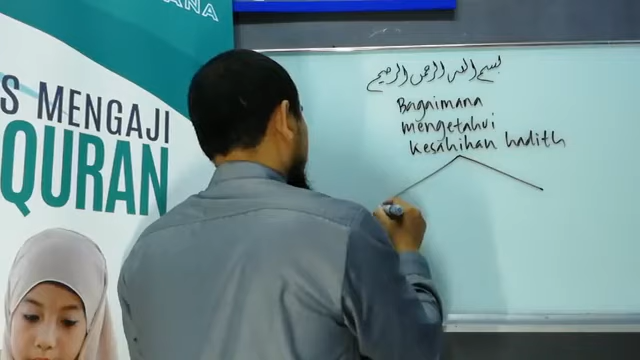 ANA
S MENGAJI
QURAN
بسم الله الرحمن الرحيم
Bagaimana
mengetahui
kesahihan hadith